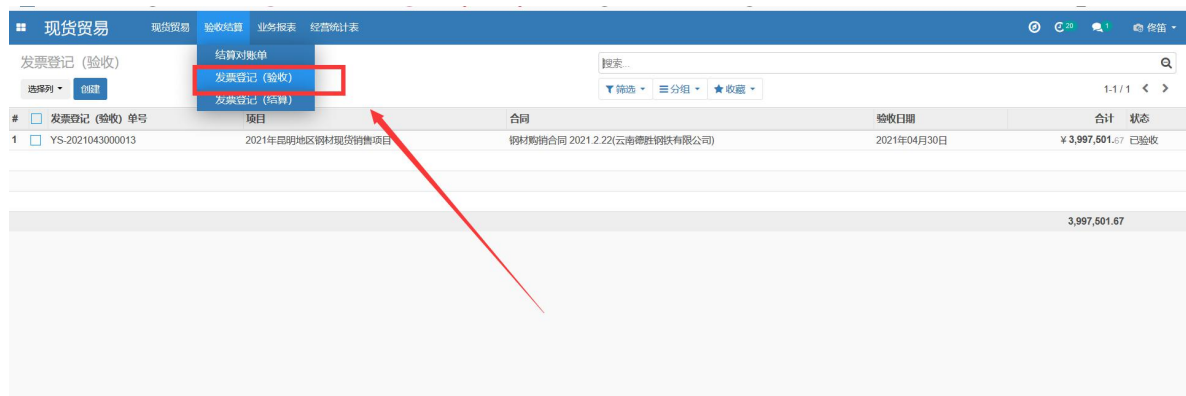 现货贸易 现货贸易 验收结算 业务报表 经营统计表 20 1 佟笛
发票登记（验收）
结算对账单
发票登记（验收）
发票登记（结算）
搜索...
选择列 创建
筛选 分组 收藏
1-1 / 1
# 发票登记（验收）单号 项目 合同 验收日期 合计 状态
1 YS-2021043000013 2021年昆明地区钢材现货销售项目 钢材购销合同 2021.2.22(云南德胜钢铁有限公司) 2021年04月30日 ¥ 3,997,501.67 已验收
3,997,501.67